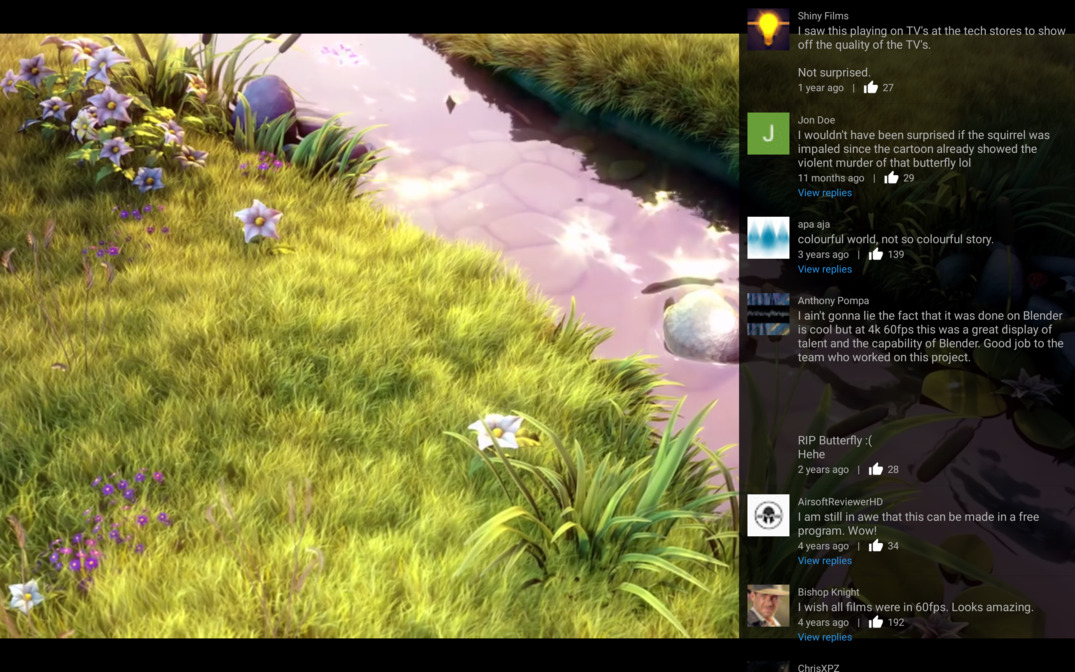 Shiny Films
I saw this playing on TV's at the tech stores to show
off the quality of the TV's.
Not surprised.
1 year ago | 27
J
Jon Doe
I wouldn't have been surprised if the squirrel was
impaled since the cartoon already showed the
violent murder of that butterfly lol
11 months ago | 29
View replies
apa aja
colourful world, not so colourful story.
3 years ago | 139
View replies
Anthony Pompa
I ain't gonna lie the fact that it was done on Blender
is cool but at 4k 60fps this was a great display of
talent and the capability of Blender. Good job to the
team who worked on this project.
RIP Butterfly :(
Hehe
2 years ago | 28
AirsoftReviewerHD
I am still in awe that this can be made in a free
program. Wow!
4 years ago | 34
View replies
Bishop Knight
I wish all films were in 60fps. Looks amazing.
4 years ago | 192
View replies
ChrisXPZ